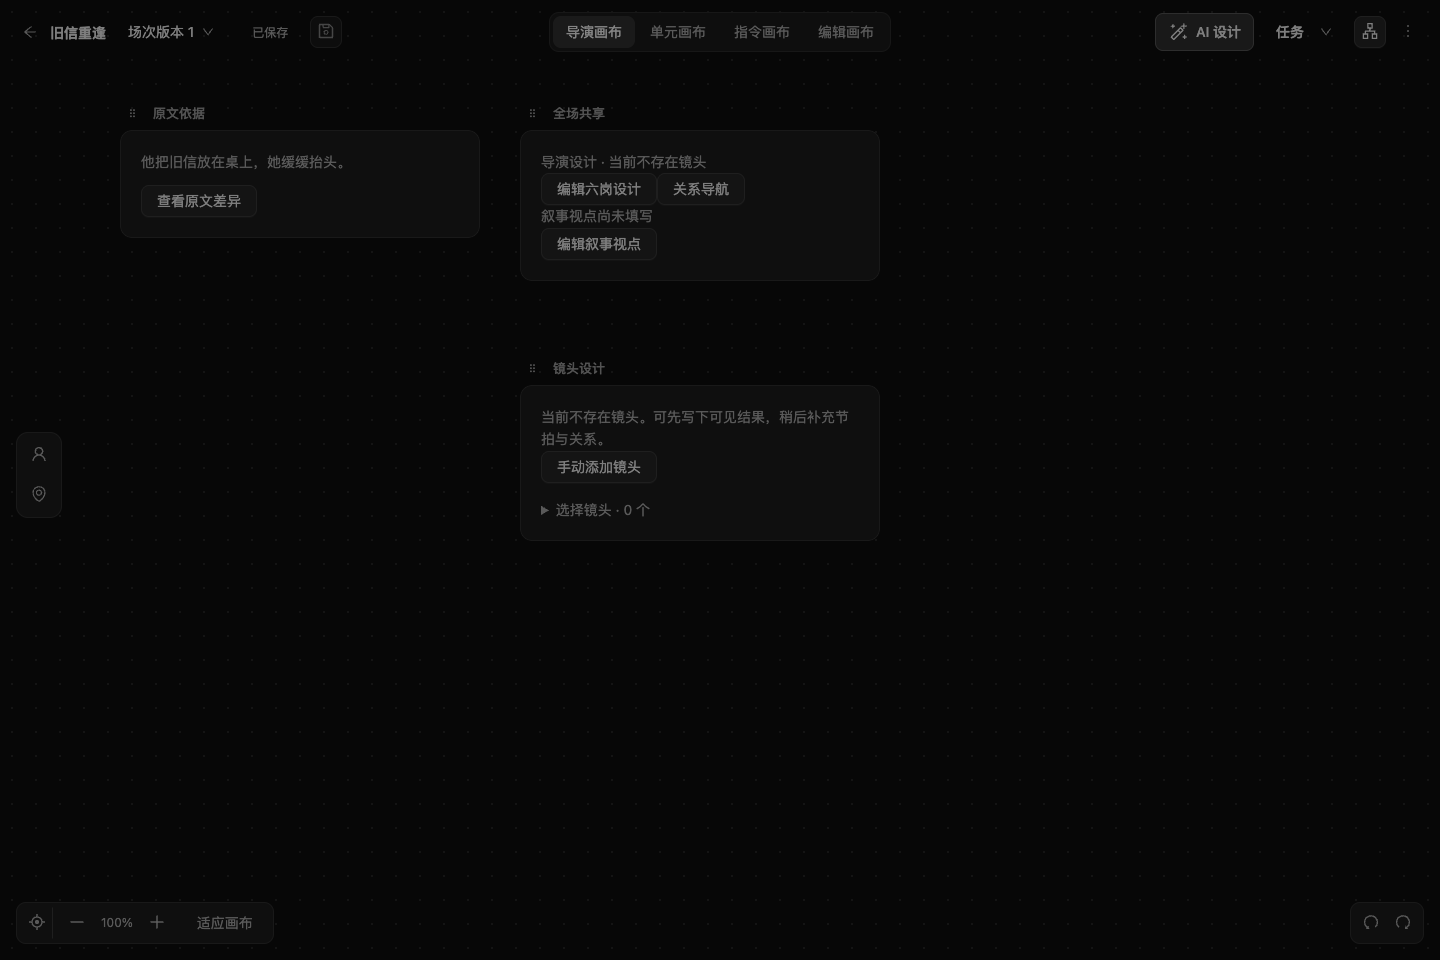 旧信重逢
场次版本 1
已保存
导演画布
单元画布
指令画布
编辑画布
AI 设计
任务
原文依据
他把旧信放在桌上，她缓缓抬头。
查看原文差异
全场共享
导演设计 · 当前不存在镜头
编辑六岗设计
关系导航
叙事视点尚未填写
编辑叙事视点
镜头设计
当前不存在镜头。可先写下可见结果，稍后补充节
拍与关系。
手动添加镜头
选择镜头 · 0 个
100%
适应画布